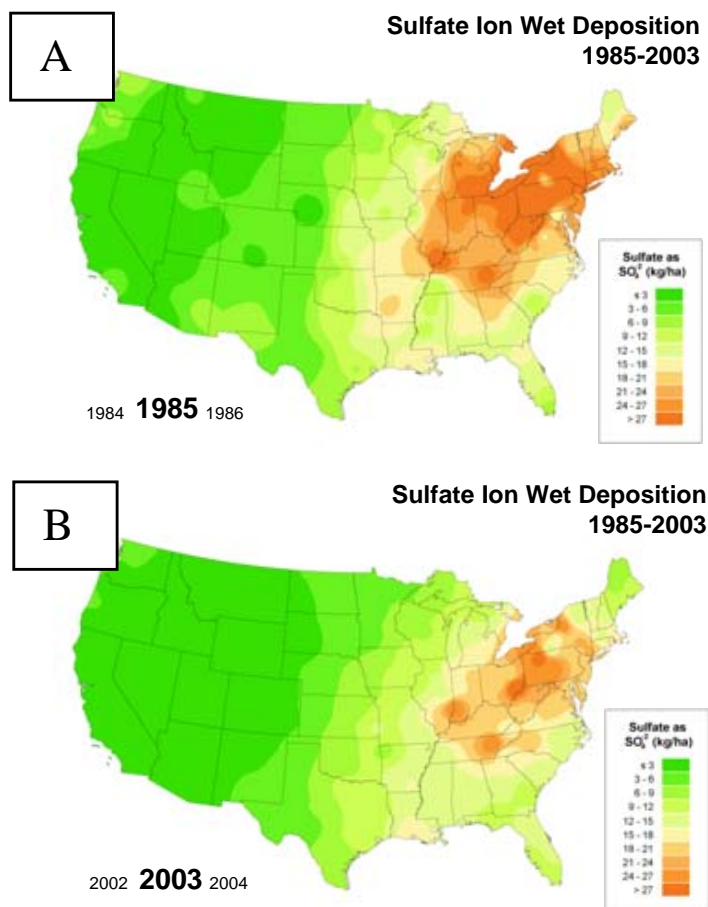 A
Sulfate Ion Wet Deposition
1985-2003
Sulfate as
SO₄² (kg/ha)
≤ 3
3 - 6
6 - 9
9 - 12
12 - 15
15 - 18
18 - 21
21 - 24
24 - 27
> 27
1984 1985 1986
B
Sulfate Ion Wet Deposition
1985-2003
Sulfate as
SO₄² (kg/ha)
≤ 3
3 - 6
6 - 9
9 - 12
12 - 15
15 - 18
18 - 21
21 - 24
24 - 27
> 27
2002 2003 2004